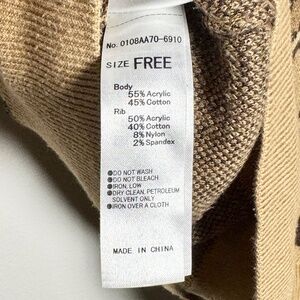 No. 0108AA70-6910
SIZE FREE
Body
55% Acrylic
45% Cotton
Rib
50% Acrylic
40% Cotton
8% Nylon
2% Spandex
●DO NOT WASH
●DO NOT BLEACH
●IRON, LOW
●DRY CLEAN, PETROLEUM
SOLVENT ONLY
●IRON OVER A CLOTH
MADE IN CHINA